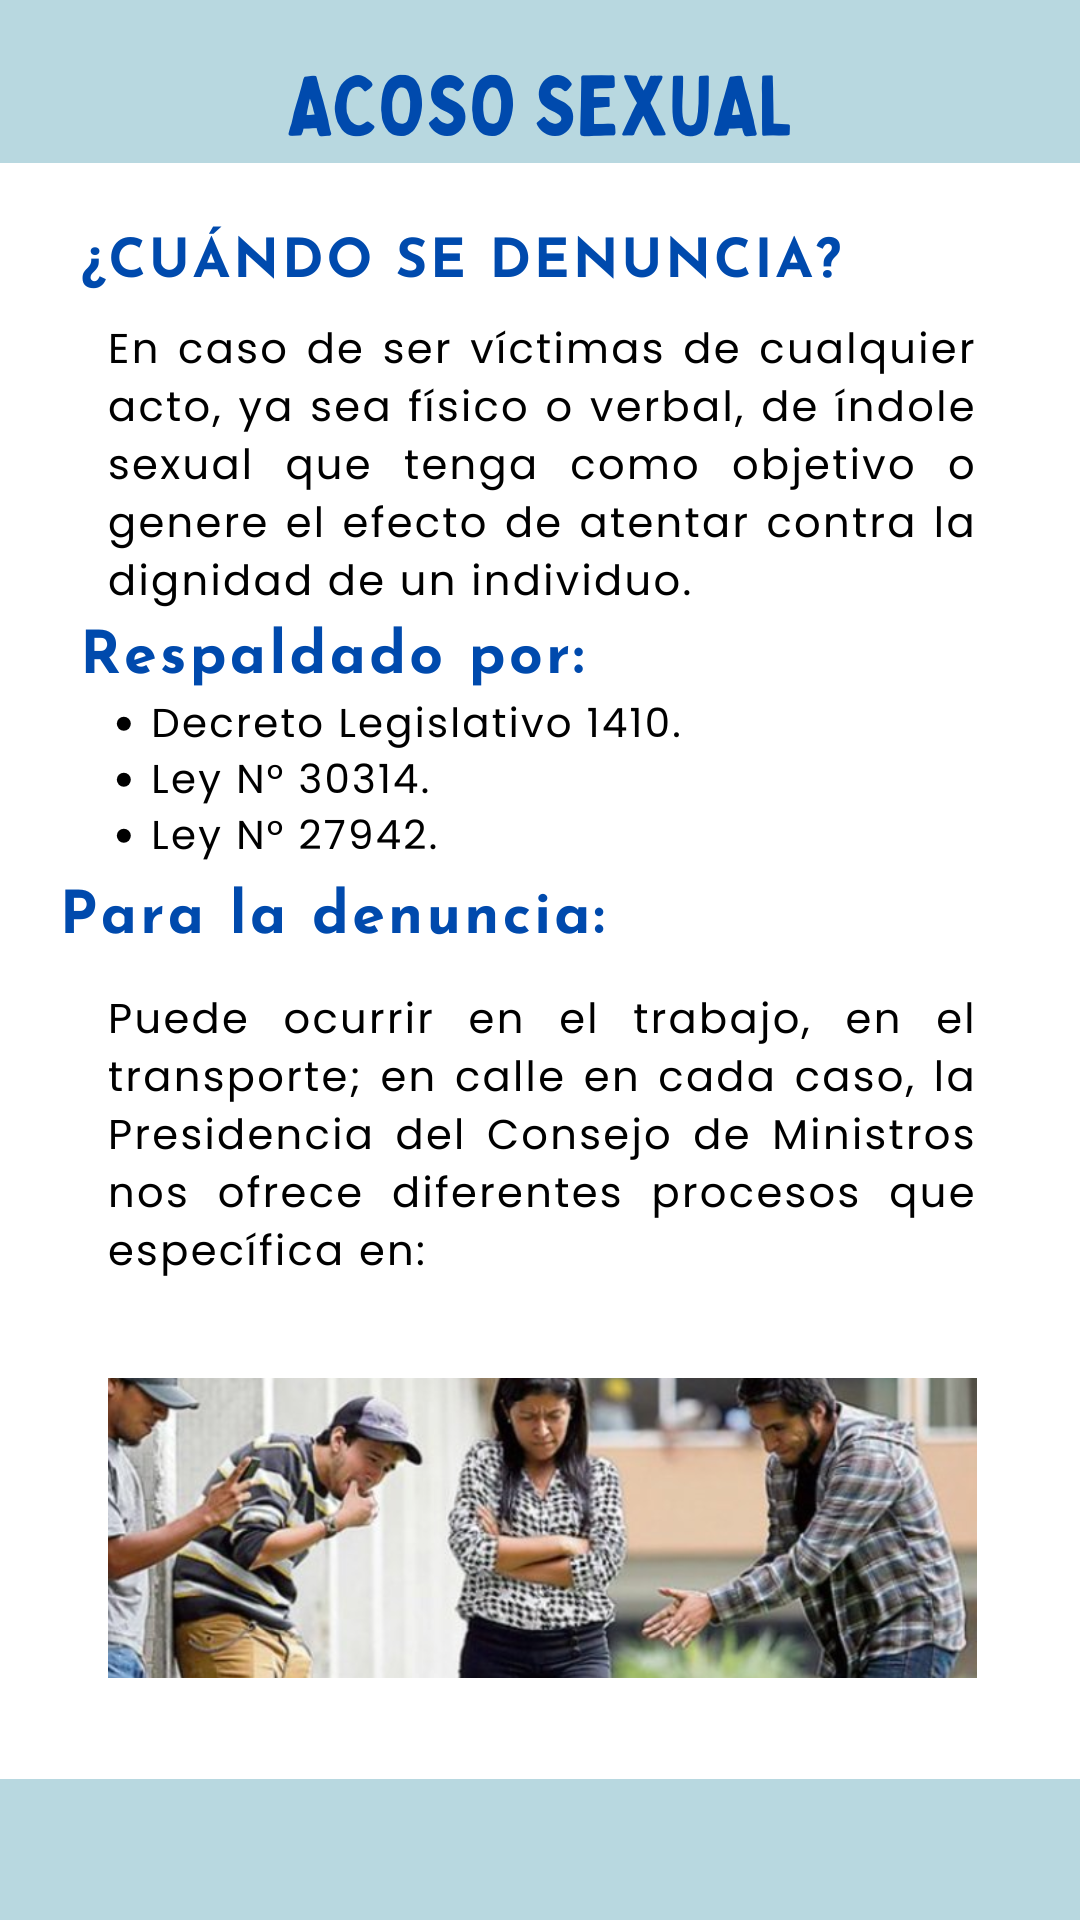 ACOSO SEXUAL
¿CUÁNDO SE DENUNCIA?
En caso de ser víctimas de cualquier
acto, ya sea físico o verbal, de índole
sexual que tenga como objetivo o
genere el efecto de atentar contra la
dignidad de un individuo.
Respaldado por:
• Decreto Legislativo 1410.
• Ley Nº 30314.
• Ley Nº 27942.
Para la denuncia:
Puede ocurrir en el trabajo, en el
transporte; en calle en cada caso, la
Presidencia del Consejo de Ministros
nos ofrece diferentes procesos que
específica en: